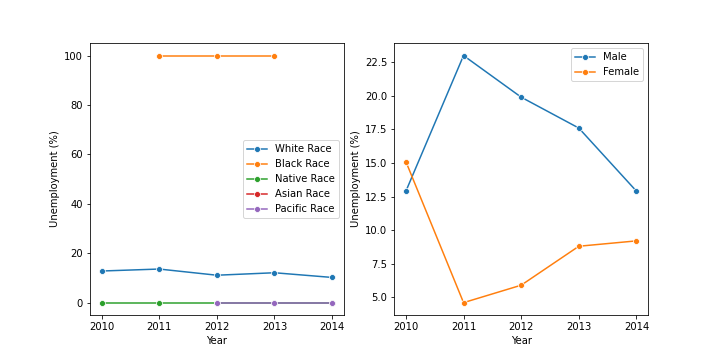 100
80
60
40
20
0
Unemployment (%)
2010 2011 2012 2013 2014
Year
White Race
Black Race
Native Race
Asian Race
Pacific Race
22.5
20.0
17.5
15.0
12.5
10.0
7.5
5.0
Unemployment (%)
2010 2011 2012 2013 2014
Year
Male
Female